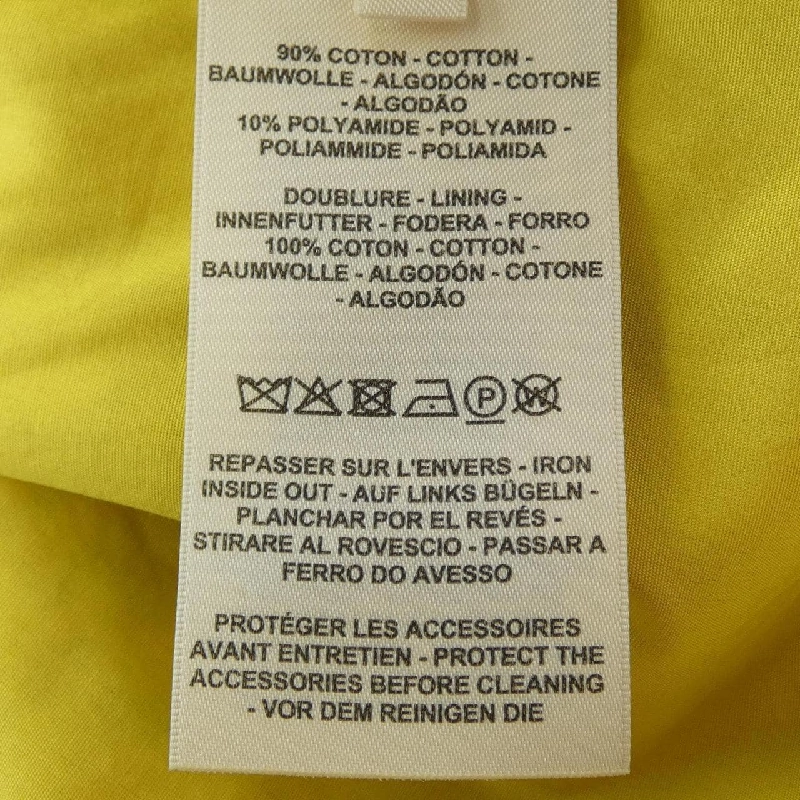 90% COTON - COTTON -
BAUMWOLLE - ALGODÓN - COTONE
- ALGODÃO
10% POLYAMIDE - POLYAMID -
POLIAMMIDE - POLIAMIDA
DOUBLURE - LINING -
INNENFUTTER - FODERA - FORRO
100% COTON - COTTON -
BAUMWOLLE - ALGODÓN - COTONE
- ALGODÃO
P W
REPASSER SUR L'ENVERS - IRON
INSIDE OUT - AUF LINKS BÜGELN -
PLANCHAR POR EL REVÉS -
STIRARE AL ROVESCIO - PASSAR A
FERRO DO AVESSO
PROTÉGER LES ACCESSOIRES
AVANT ENTRETIEN - PROTECT THE
ACCESSORIES BEFORE CLEANING
- VOR DEM REINIGEN DIE